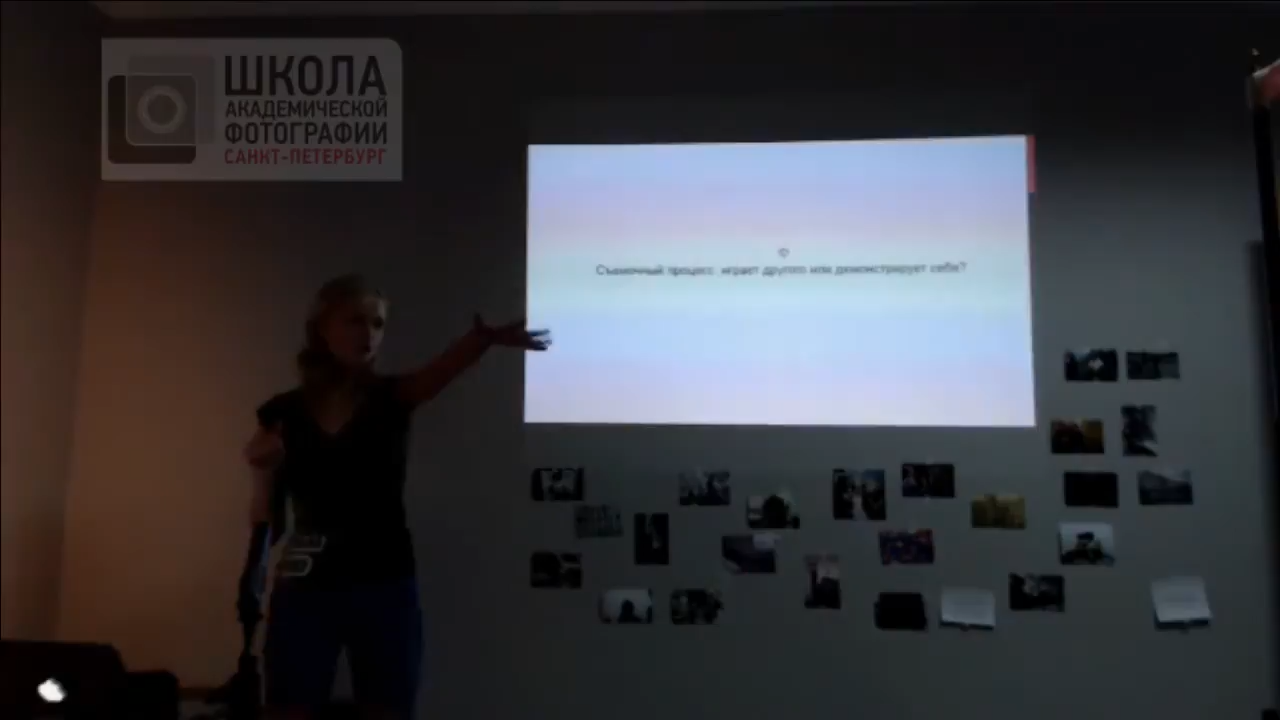 ШКОЛА
АКАДЕМИЧЕСКОЙ
ФОТОГРАФИИ
САНКТ-ПЕТЕРБУРГ
Съемочный процесс: играет другого или демонстрирует себя?